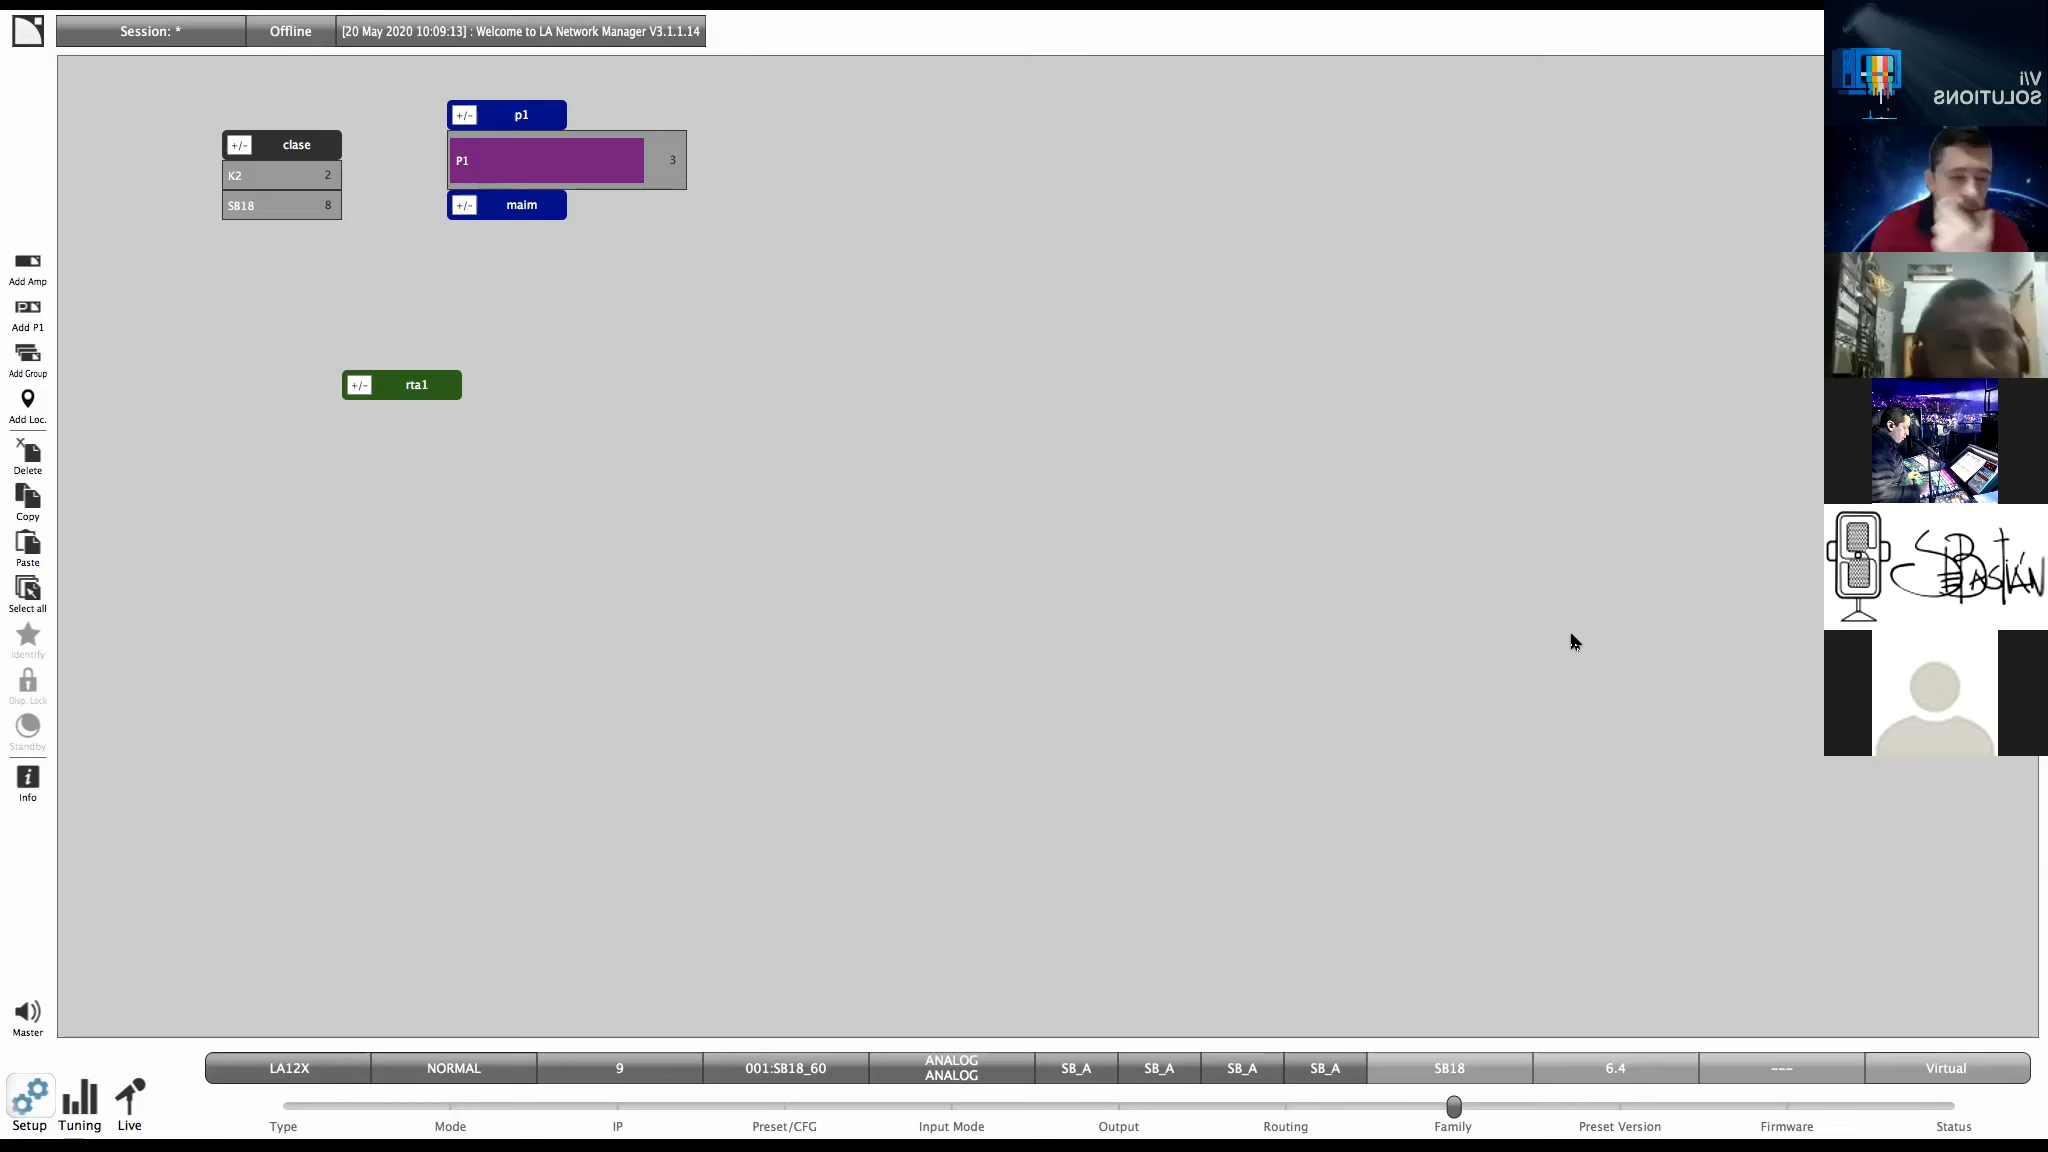 Session: *
Offline
[20 May 2020 10:09:13] : Welcome to LA Network Manager V3.1.1.14
V/i
SOLUTIONS
+/- p1
P1 3
+/- maim
+/- clase
K2 2
SB18 8
+/- rta1
Add Amp
Add P1
Add Group
Add Loc.
Delete
Copy
Paste
Select all
Identify
Disp. Lock
Standby
Info
Master
SEBAStIÁN
LA12X NORMAL 9 001:SB18_60 ANALOG SB_A SB_A SB_A SB_A SB18 6.4 --- Virtual
ANALOG
Type Mode IP Preset/CFG Input Mode Output Routing Family Preset Version Firmware Status
Setup Tuning Live